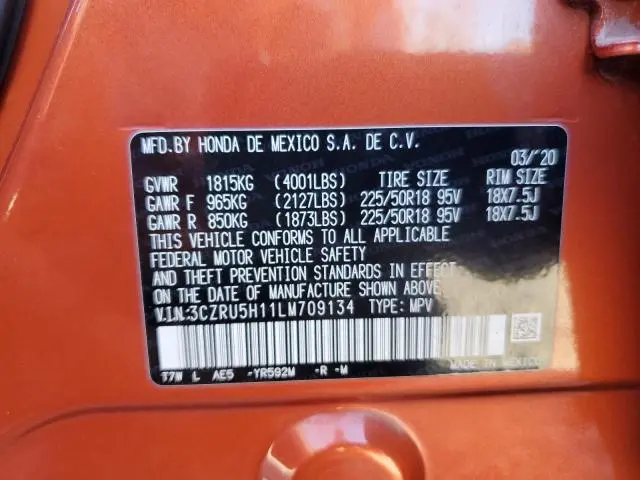 MFD.BY HONDA DE MEXICO S.A. DE C.V.
03/'20
GVWR 1815KG (4001LBS) TIRE SIZE RIM SIZE
GAWR F 965KG (2127LBS) 225/50R18 95V 18X7.5J
GAWR R 850KG (1873LBS) 225/50R18 95V 18X7.5J
THIS VEHICLE CONFORMS TO ALL APPLICABLE
FEDERAL MOTOR VEHICLE SAFETY
AND THEFT PREVENTION STANDARDS IN EFFECT
ON THE DATE OF MANUFACTURE SHOWN ABOVE.
V.I.N:3CZRU5H11LM709134 TYPE: MPV
T7W L AE5 -YR592M -R -M
MADE IN MEXICO